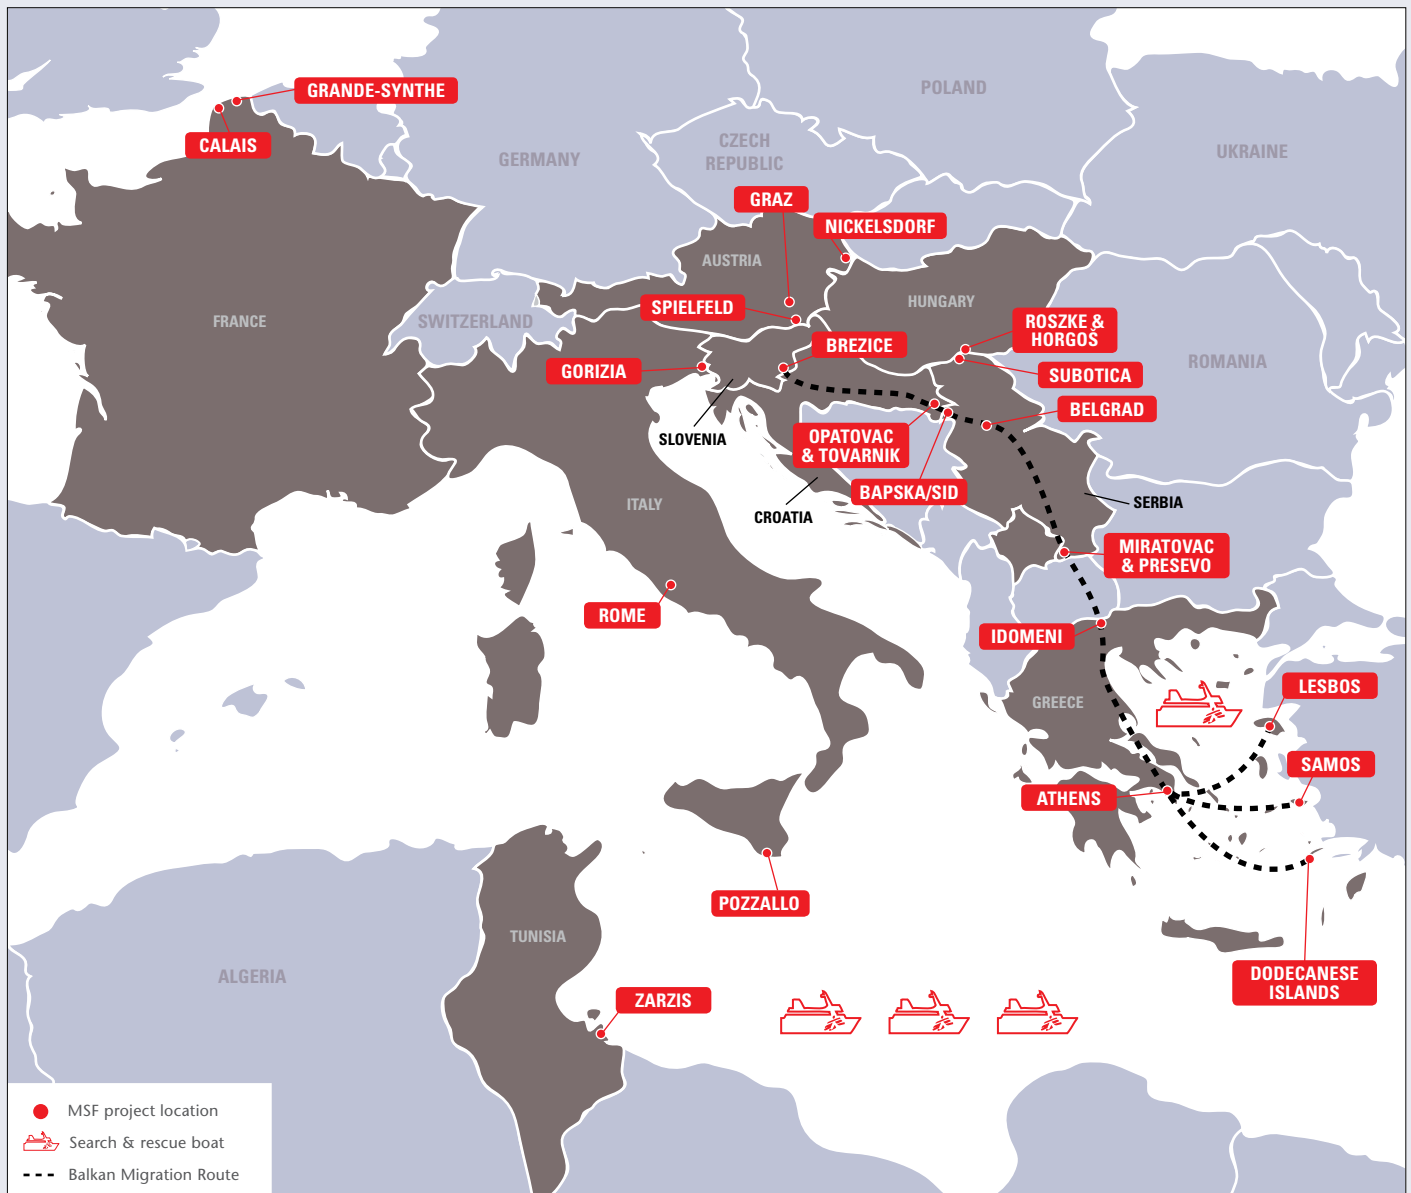 POLAND
GRANDE-SYNTHE
CALAIS
GERMANY
CZECH
REPUBLIC
UKRAINE
GRAZ
NICKELSDORF
AUSTRIA
HUNGARY
SPIELFELD
FRANCE
SWITZERLAND
ROSZKE &
HORGOS
BREZICE
ROMANIA
GORIZIA
SUBOTICA
BELGRAD
SLOVENIA
OPATOVAC
& TOVARNIK
BAPSKA/SID
ITALY
CROATIA
SERBIA
MIRATOVAC
& PRESEVO
ROME
IDOMENI
LESBOS
GREECE
SAMOS
ATHENS
POZZALLO
TUNISIA
ALGERIA
DODECANESE
ISLANDS
ZARZIS
MSF project location
Search & rescue boat
Balkan Migration Route